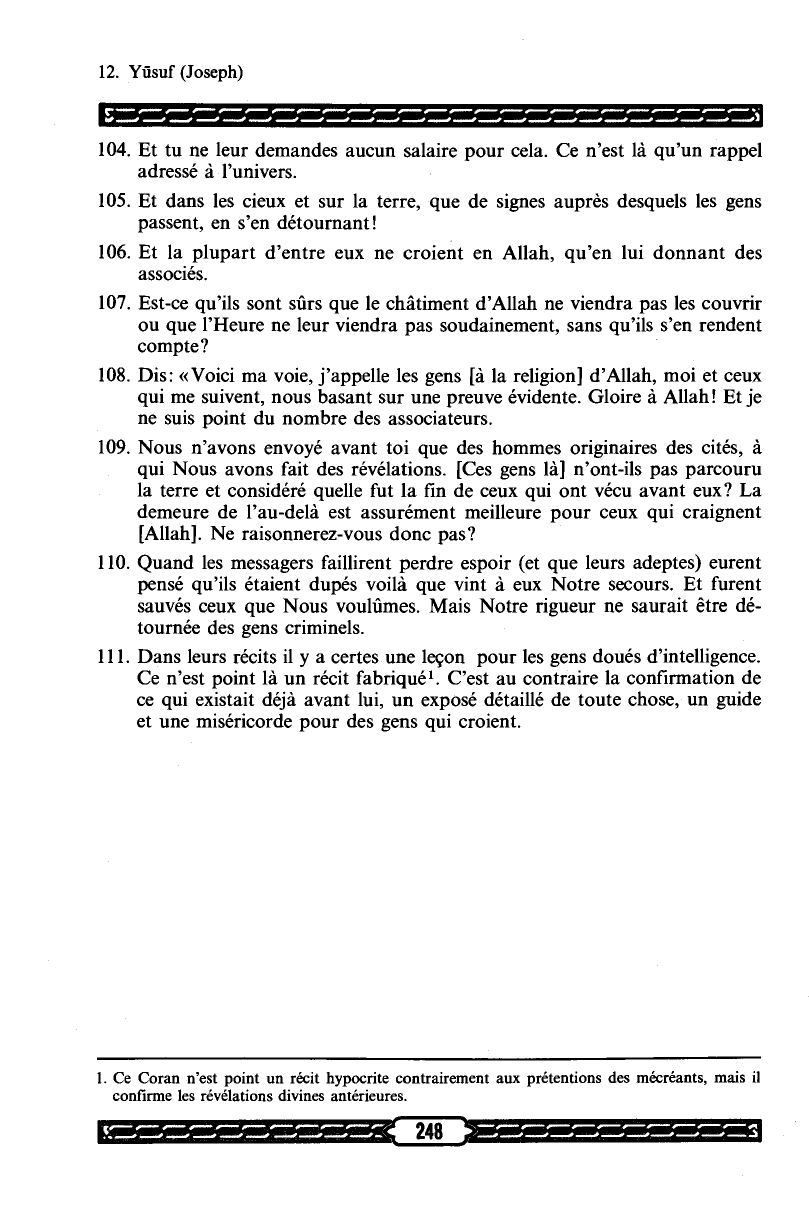 12. Yūsuf (Joseph)
104. Et tu ne leur demandes aucun salaire pour cela. Ce n'est là qu'un rappel
adressé à l'univers.
105. Et dans les cieux et sur la terre, que de signes auprès desquels les gens
passent, en s'en détournant!
106. Et la plupart d'entre eux ne croient en Allah, qu'en lui donnant des
associés.
107. Est-ce qu'ils sont sûrs que le châtiment d'Allah ne viendra pas les couvrir
ou que l'Heure ne leur viendra pas soudainement, sans qu'ils s'en rendent
compte?
108. Dis: «Voici ma voie, j'appelle les gens [à la religion] d'Allah, moi et ceux
qui me suivent, nous basant sur une preuve évidente. Gloire à Allah! Et je
ne suis point du nombre des associateurs.
109. Nous n'avons envoyé avant toi que des hommes originaires des cités, à
qui Nous avons fait des révélations. [Ces gens là] n'ont-ils pas parcouru
la terre et considéré quelle fut la fin de ceux qui ont vécu avant eux? La
demeure de l'au-delà est assurément meilleure pour ceux qui craignent
[Allah]. Ne raisonnerez-vous donc pas?
110. Quand les messagers faillirent perdre espoir (et que leurs adeptes) eurent
pensé qu'ils étaient dupés voilà que vint à eux Notre secours. Et furent
sauvés ceux que Nous voulûmes. Mais Notre rigueur ne saurait être dé-
tournée des gens criminels.
111. Dans leurs récits il y a certes une leçon pour les gens doués d'intelligence.
Ce n'est point là un récit fabriqué¹. C'est au contraire la confirmation de
ce qui existait déjà avant lui, un exposé détaillé de toute chose, un guide
et une miséricorde pour des gens qui croient.
1. Ce Coran n'est point un récit hypocrite contrairement aux prétentions des mécréants, mais il
confirme les révélations divines antérieures.
248